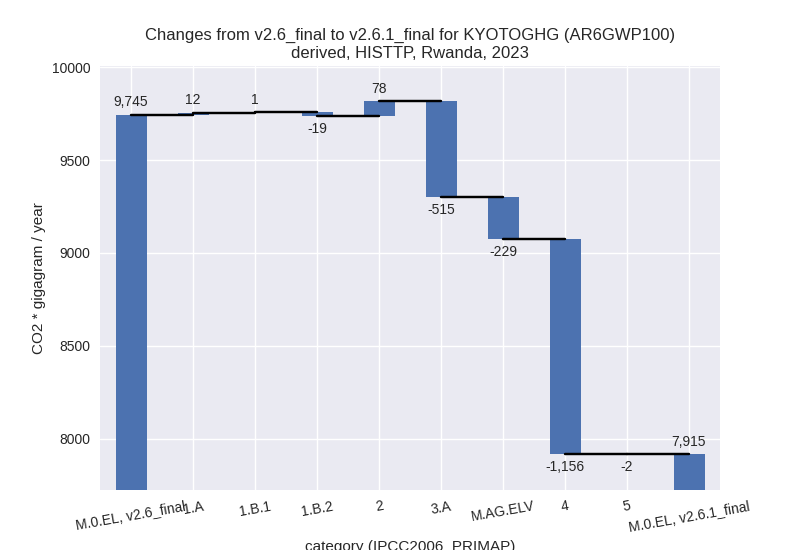 Changes from v2.6_final to v2.6.1_final for KYOTOGHG (AR6GWP100)
derived, HISTTP, Rwanda, 2023
10000
9500
9000
8500
8000
CO2 * gigagram / year
9,745
12
1
-19
78
-515
-229
-1,156
-2
7,915
M.0.EL, v2.6_final
1.A
1.B.1
1.B.2
2
3.A
M.AG.ELV
4
5
M.0.EL, v2.6.1_final
category (IPCC2006_PRIMAP)